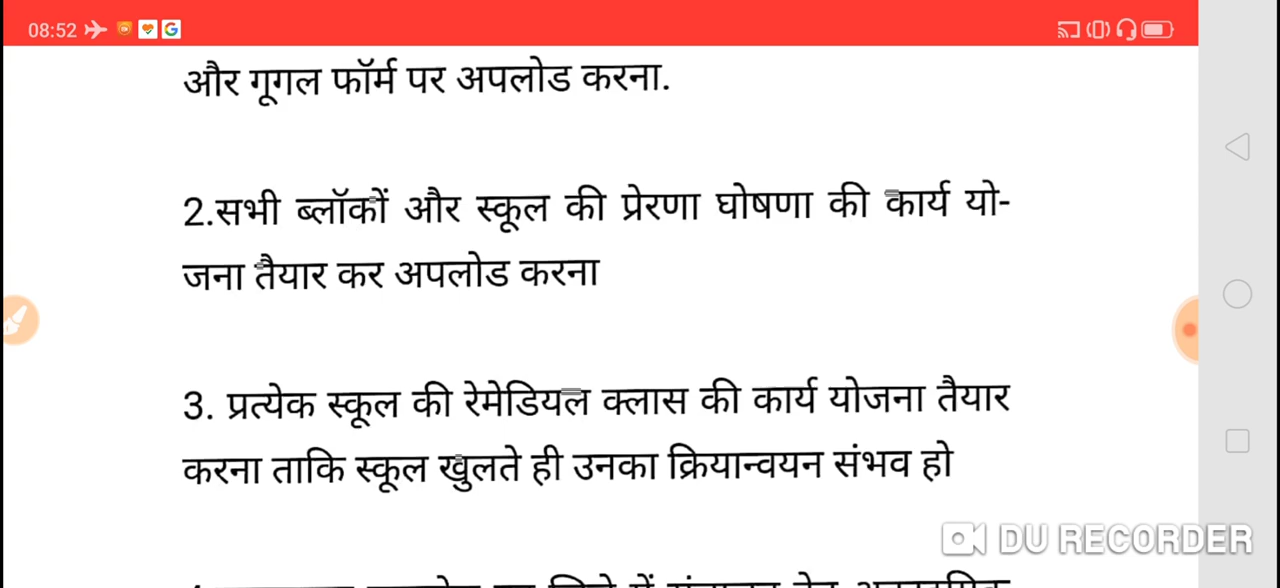 08:52
और गूगल फॉर्म पर अपलोड करना.
2.सभी ब्लॉकों और स्कूल की प्रेरणा घोषणा की कार्य यो-
जना तैयार कर अपलोड करना
3. प्रत्येक स्कूल की रेमेडियल क्लास की कार्य योजना तैयार
करना ताकि स्कूल खुलते ही उनका क्रियान्वयन संभव हो
DU RECORDER